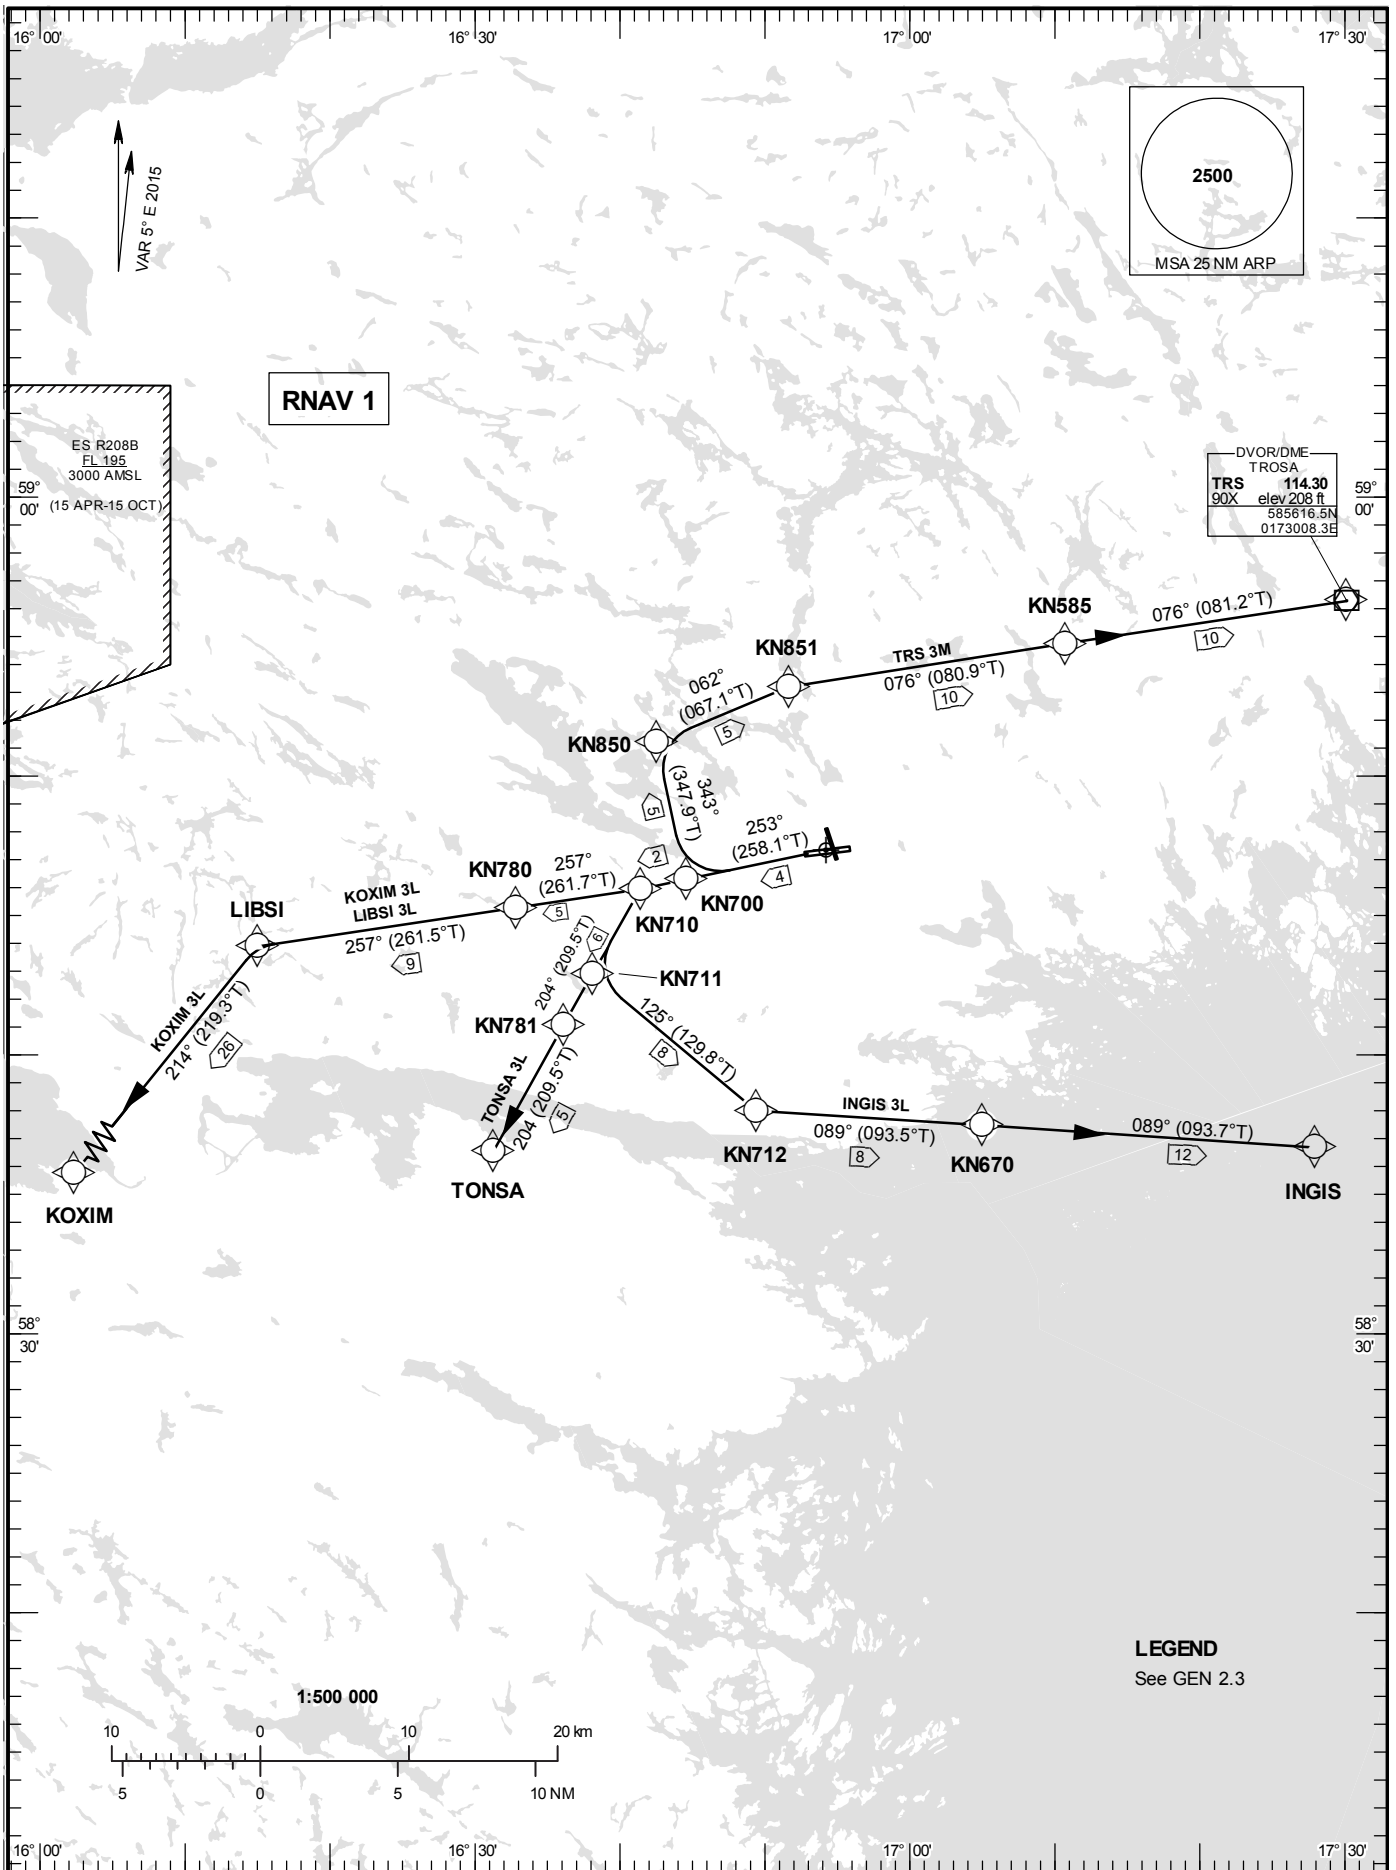 16° 00'
16° 30'
17° 00'
17° 30'
VAR 5° E 2015
2500
MSA 25 NM ARP
RNAV 1
ES R208B
FL 195
3000 AMSL
(15 APR-15 OCT)
59°
00'
DVOR/DME
TROSA
TRS 114.30
90X elev 208 ft
585616.5N
0173008.3E
59°
00'
KN585
076° (081.2°T)
10
KN851
TRS 3M
076° (080.9°T)
10
062°
(067.1°T)
5
KN850
343°
(347.9°T)
5
253°
(258.1°T)
4
2
KN780
257°
(261.7°T)
5
KN700
KN710
KOXIM 3L
LIBSI 3L
LIBSI
257° (261.5°T)
9
204° (209.5°T)
6
KN711
KOXIM 3L
214° (219.3°T)
26
KN781
125° (129.8°T)
8
TONSA 3L
204 (209.5°T)
5
INGIS 3L
089° (093.5°T)
8
KN712
KN670
089° (093.7°T)
12
INGIS
TONSA
KOXIM
58°
30'
58°
30'
LEGEND
See GEN 2.3
1:500 000
10 0 10 20 km
5 0 5 10 NM
16° 00'
16° 30'
17° 00'
17° 30'